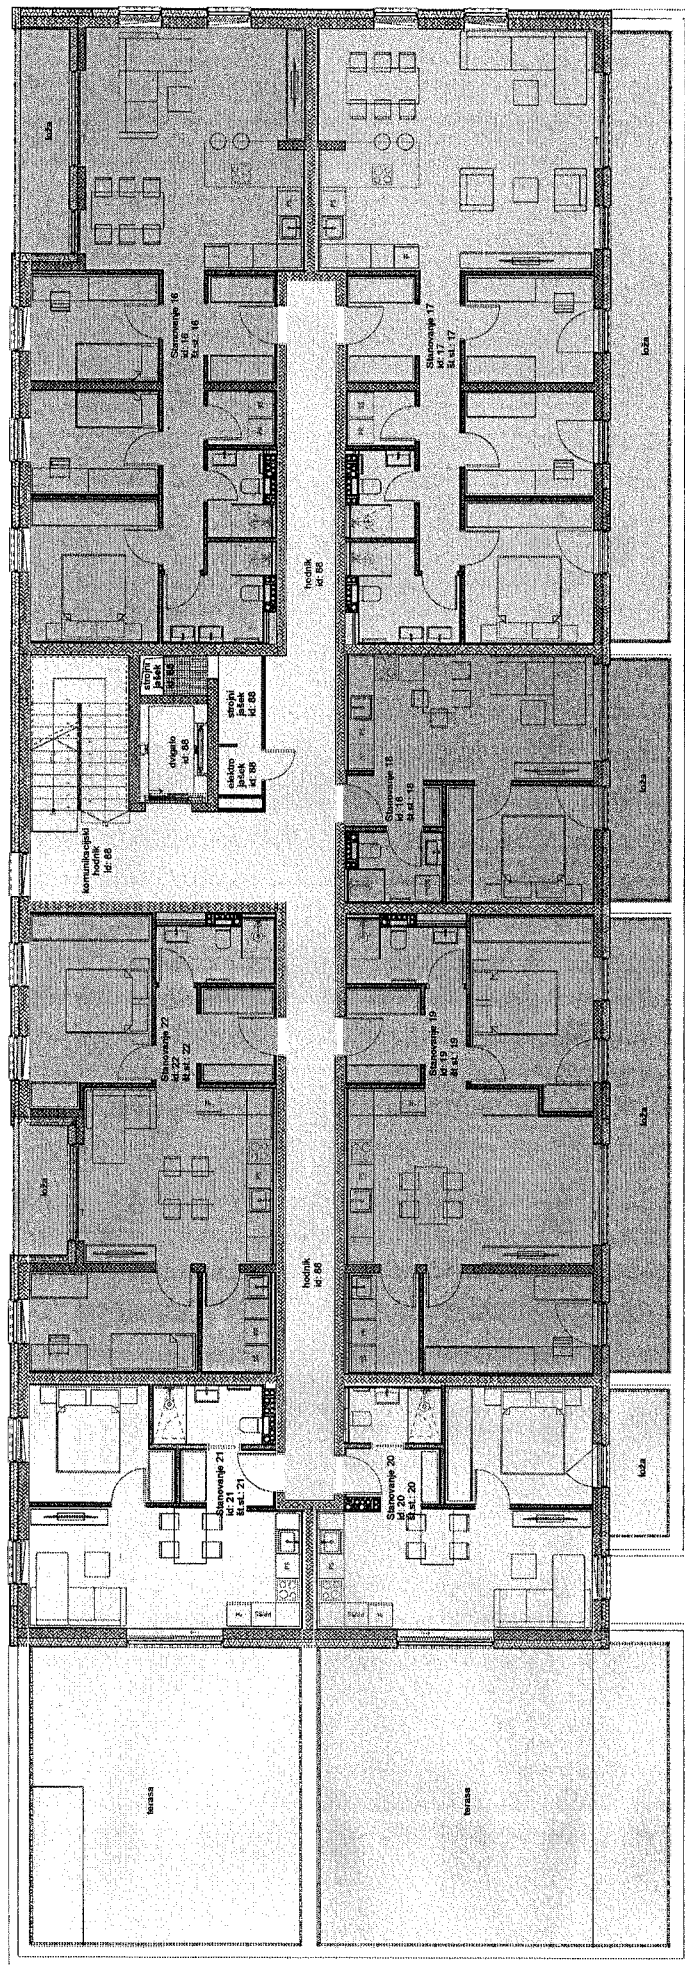 loža
Stanovanje 16
id: 16
št.st.: 16
Stanovanje 17
id: 17
št.st.: 17
loža
hodnik
id: 88
strojni
jašek
id: 88
strojni
jašek
id: 88
dvigalo
id: 88
elektro
jašek
id: 88
komunikacijski
hodnik
id: 88
Stanovanje 18
št.st.: 18
loža
Stanovanje 22
id: 22
št.st.: 22
Stanovanje 19
id: 19
št.st.: 19
loža
loža
hodnik
id: 88
Stanovanje 21
id: 21
št.st.: 21
Stanovanje 20
id: 20
št.st.: 20
loža
terasa
terasa